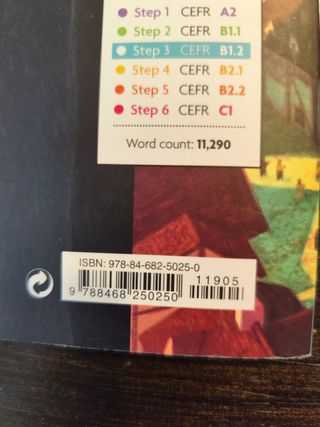 Step 1 CEFR A2
Step 2 CEFR B1.1
Step 3 CEFR B1.2
Step 4 CEFR B2.1
Step 5 CEFR B2.2
Step 6 CEFR C1
Word count: 11,290
ISBN: 978-84-682-5025-0
11905
9 788468 250250